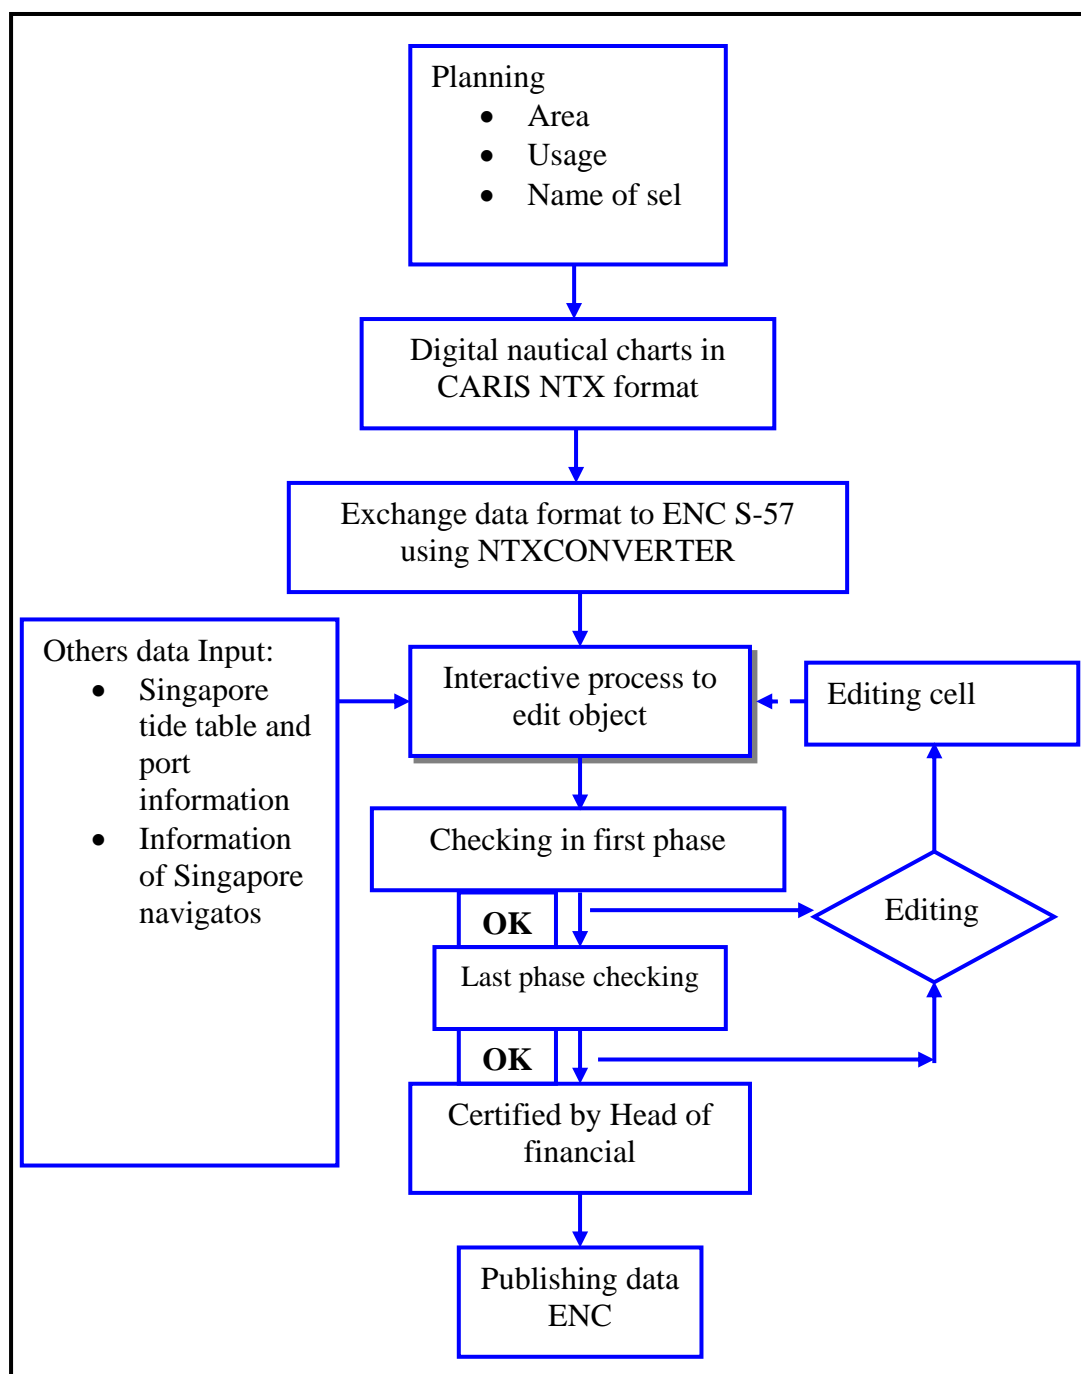 Planning
• Area
• Usage
• Name of sel
Digital nautical charts in
CARIS NTX format
Exchange data format to ENC S-57
using NTXCONVERTER
Others data Input:
• Singapore
tide table and
port
information
• Information
of Singapore
navigatos
Interactive process to
edit object
Editing cell
Checking in first phase
OK
Editing
Last phase checking
OK
Certified by Head of
financial
Publishing data
ENC